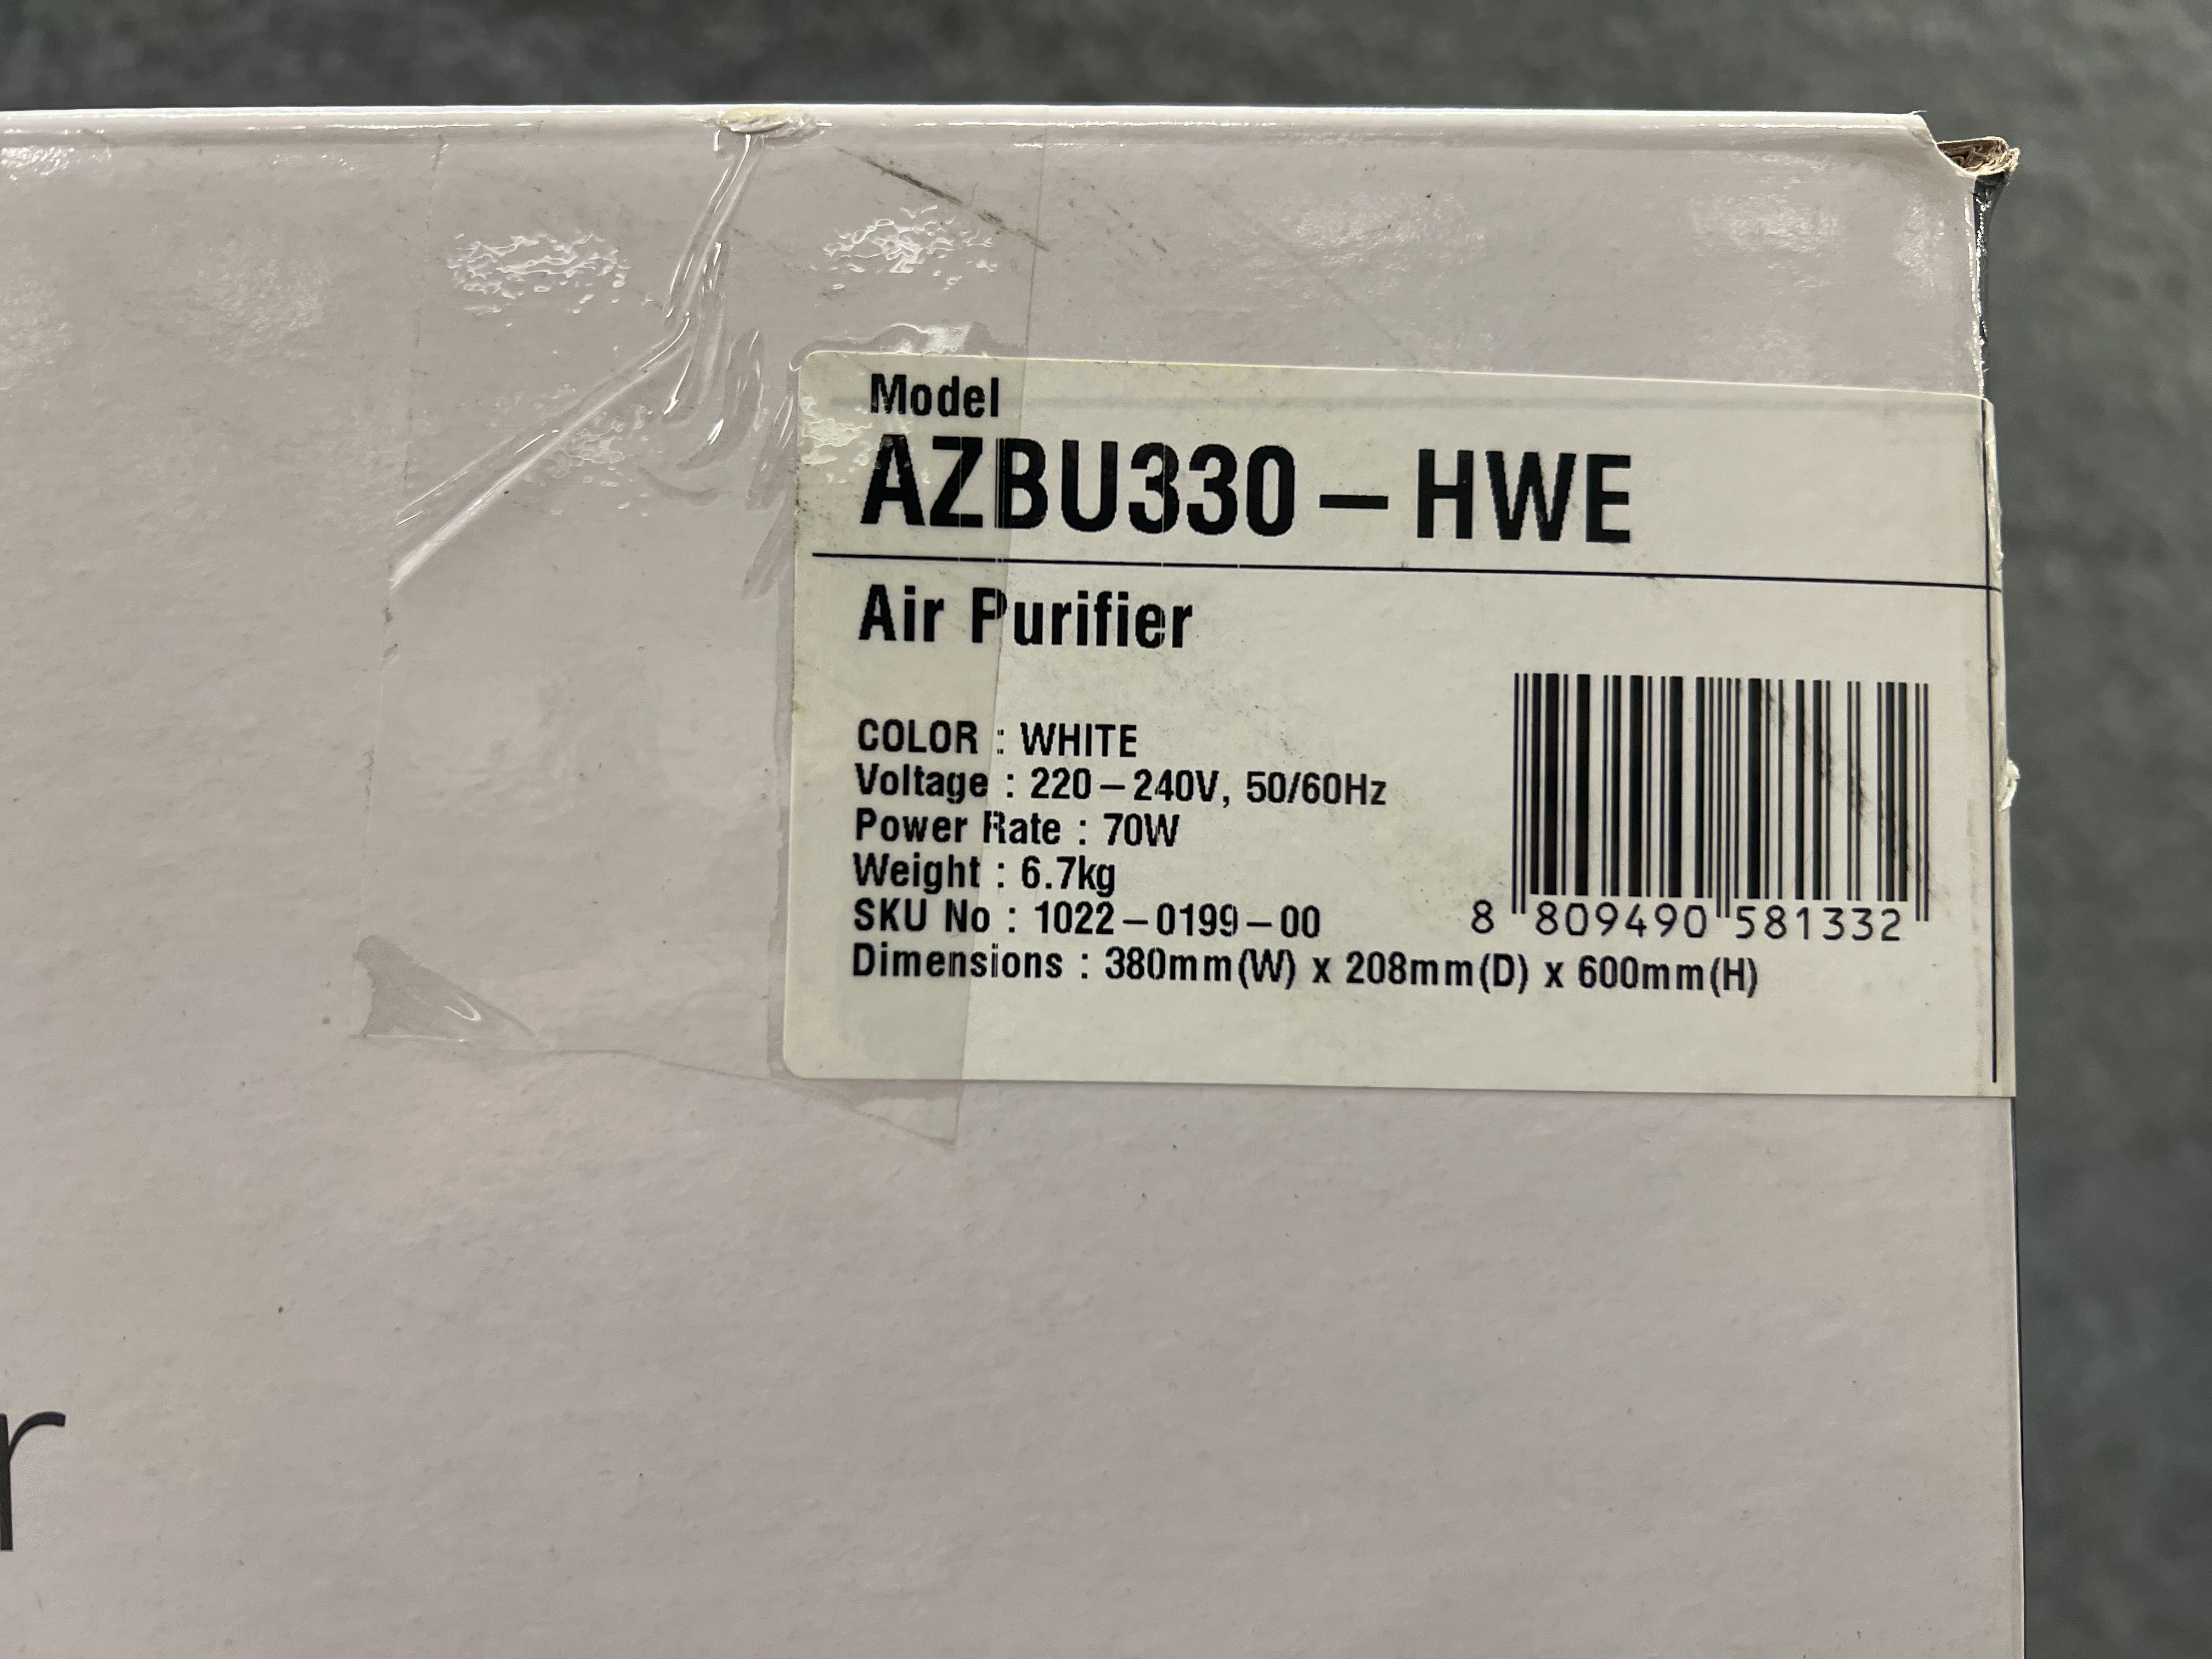 Model
AZBU330-HWE
Air Purifier
COLOR : WHITE
Voltage : 220-240V, 50/60Hz
Power Rate : 70W
Weight : 6.7kg
SKU No : 1022-0199-00
8 809490 581332
Dimensions : 380mm(W) x 208mm(D) x 600mm(H)
r